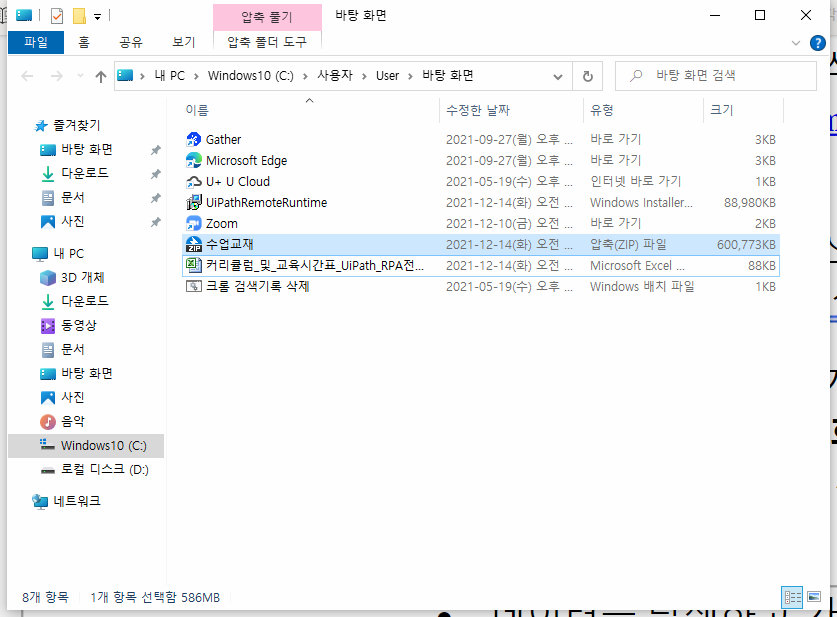 압축 풀기 바탕 화면
파일 홈 공유 보기 압축 폴더 도구
내 PC > Windows10 (C:) > 사용자 > User > 바탕 화면 바탕 화면 검색
이름 수정한 날짜 유형 크기
즐겨찾기
바탕 화면
다운로드
문서
사진
내 PC
3D 개체
다운로드
동영상
문서
바탕 화면
사진
음악
Windows10 (C:)
로컬 디스크 (D:)
네트워크
Gather 2021-09-27(월) 오후 ... 바로 가기 3KB
Microsoft Edge 2021-09-27(월) 오후 ... 바로 가기 3KB
U+ U Cloud 2021-05-19(수) 오후 ... 인터넷 바로 가기 1KB
UiPathRemoteRuntime 2021-12-14(화) 오전 ... Windows Installer... 88,980KB
Zoom 2021-12-10(금) 오전 ... 바로 가기 2KB
수업교재 2021-12-14(화) 오전 ... 압축(ZIP) 파일 600,773KB
커리큘럼_및_교육시간표_UiPath_RPA전... 2021-12-14(화) 오전 ... Microsoft Excel ... 88KB
크롬 검색기록 삭제 2021-05-19(수) 오후 ... Windows 배치 파일 1KB
8개 항목 1개 항목 선택함 586MB